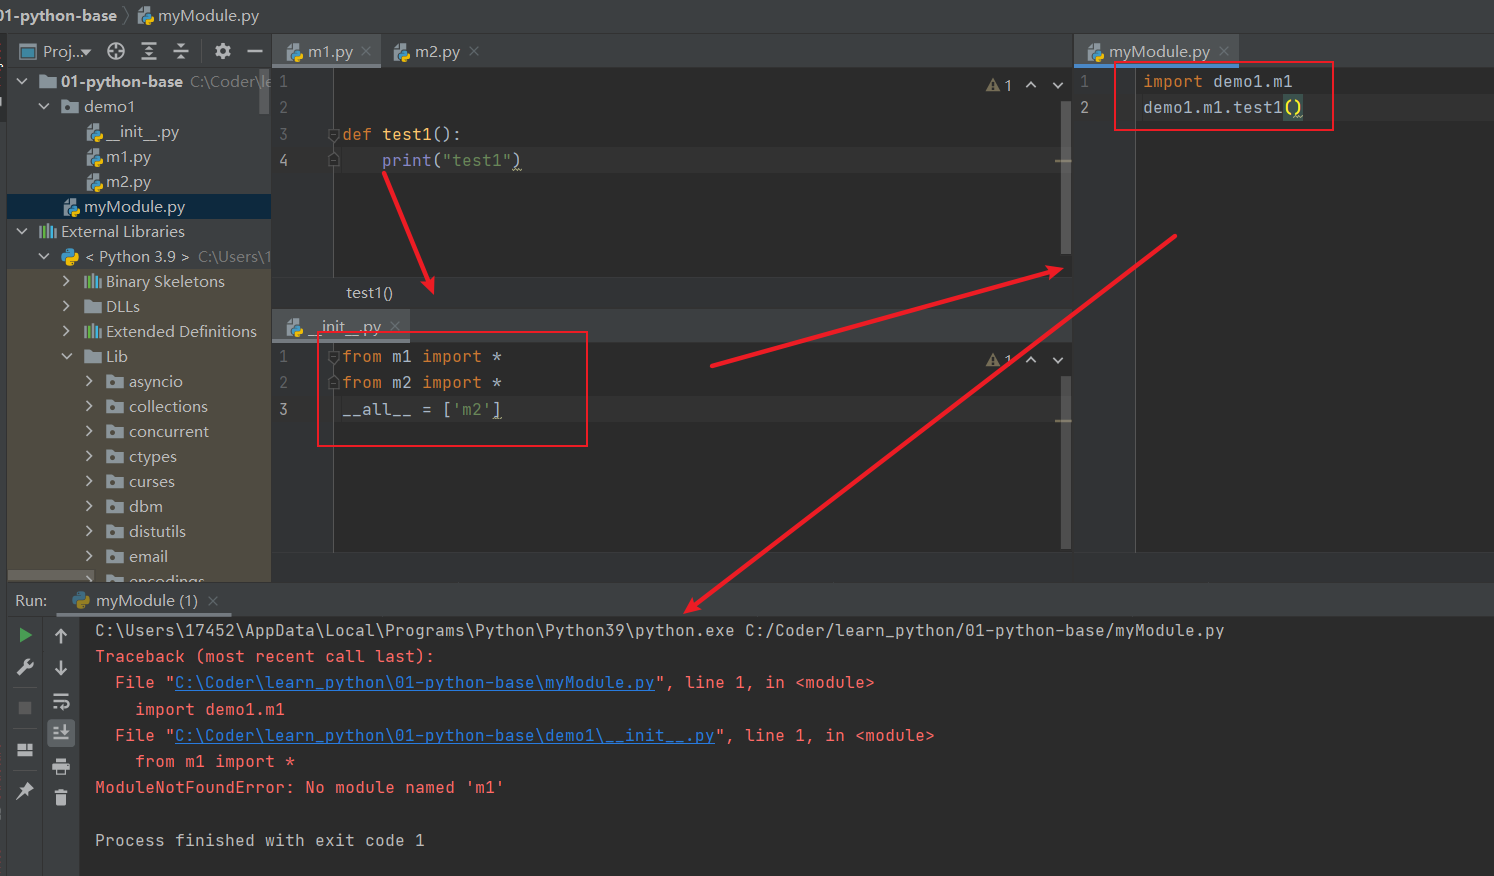 01-python-base
myModule.py
Proj...
01-python-base C:\Coder\le
demo1
__init__.py
m1.py
m2.py
myModule.py
External Libraries
< Python 3.9 > C:\Users\1
Binary Skeletons
DLLs
Extended Definitions
Lib
asyncio
collections
concurrent
ctypes
curses
dbm
distutils
email
encodings
m1.py
m2.py
1
2
3 def test1():
4 print("test1")
1
test1()
__init__.py
1 from m1 import *
2 from m2 import *
3 __all__ = ['m2']
1
myModule.py
1 import demo1.m1
2 demo1.m1.test1()
Run: myModule (1)
C:\Users\17452\AppData\Local\Programs\Python\Python39\python.exe C:/Coder/learn_python/01-python-base/myModule.py
Traceback (most recent call last):
File "C:\Coder\learn_python\01-python-base\myModule.py", line 1, in <module>
import demo1.m1
File "C:\Coder\learn_python\01-python-base\demo1\__init__.py", line 1, in <module>
from m1 import *
ModuleNotFoundError: No module named 'm1'
Process finished with exit code 1